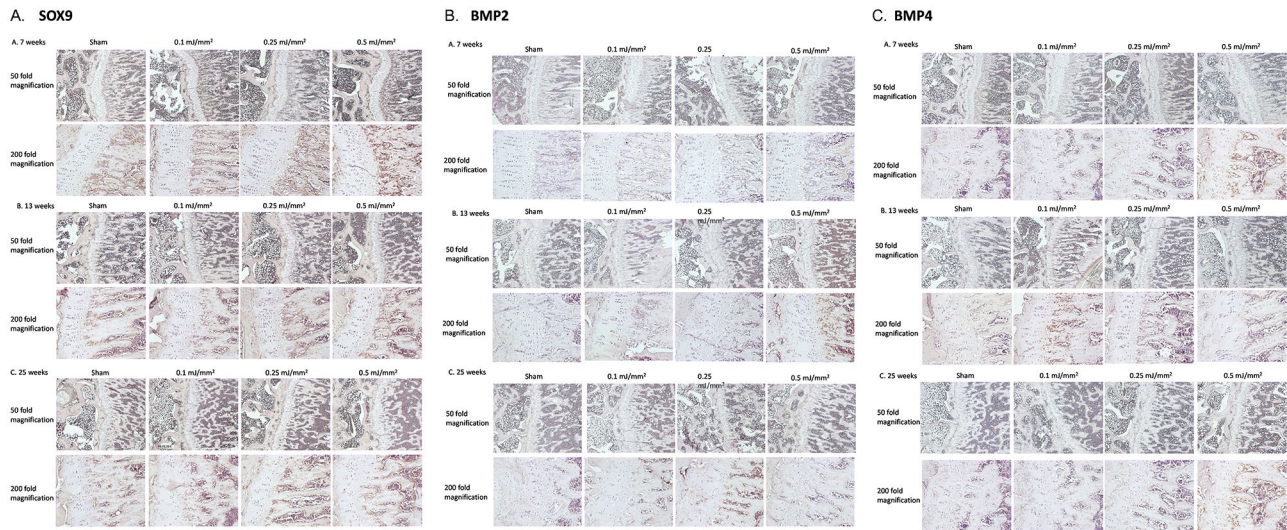 A. SOX9
A. 7 weeks
Sham 0.1 mJ/mm² 0.25 mJ/mm² 0.5 mJ/mm²
50 fold
magnification
200 fold
magnification
B. 13 weeks
Sham 0.1 mJ/mm² 0.25 mJ/mm² 0.5 mJ/mm²
50 fold
magnification
200 fold
magnification
C. 25 weeks
Sham 0.1 mJ/mm² 0.25 mJ/mm² 0.5 mJ/mm²
50 fold
magnification
200 fold
magnification
B. BMP2
A. 7 weeks
Sham 0.1 mJ/mm² 0.25 0.5 mJ/mm²
50 fold
magnification
200 fold
magnification
B. 13 weeks
Sham 0.1 mJ/mm² 0.25 0.5 mJ/mm²
mJ/mm²
50 fold
magnification
200 fold
magnification
C. 25 weeks
Sham 0.1 mJ/mm² 0.25 0.5 mJ/mm²
50 fold
magnification
200 fold
magnification
C. BMP4
A. 7 weeks
Sham 0.1 mJ/mm² 0.25 mJ/mm² 0.5 mJ/mm²
50 fold
magnification
200 fold
magnification
B. 13 weeks
Sham 0.1 mJ/mm² 0.25 mJ/mm² 0.5 mJ/mm²
50 fold
magnification
200 fold
magnification
C. 25 weeks
Sham 0.1 mJ/mm² 0.25 mJ/mm² 0.5 mJ/mm²
50 fold
magnification
200 fold
magnification